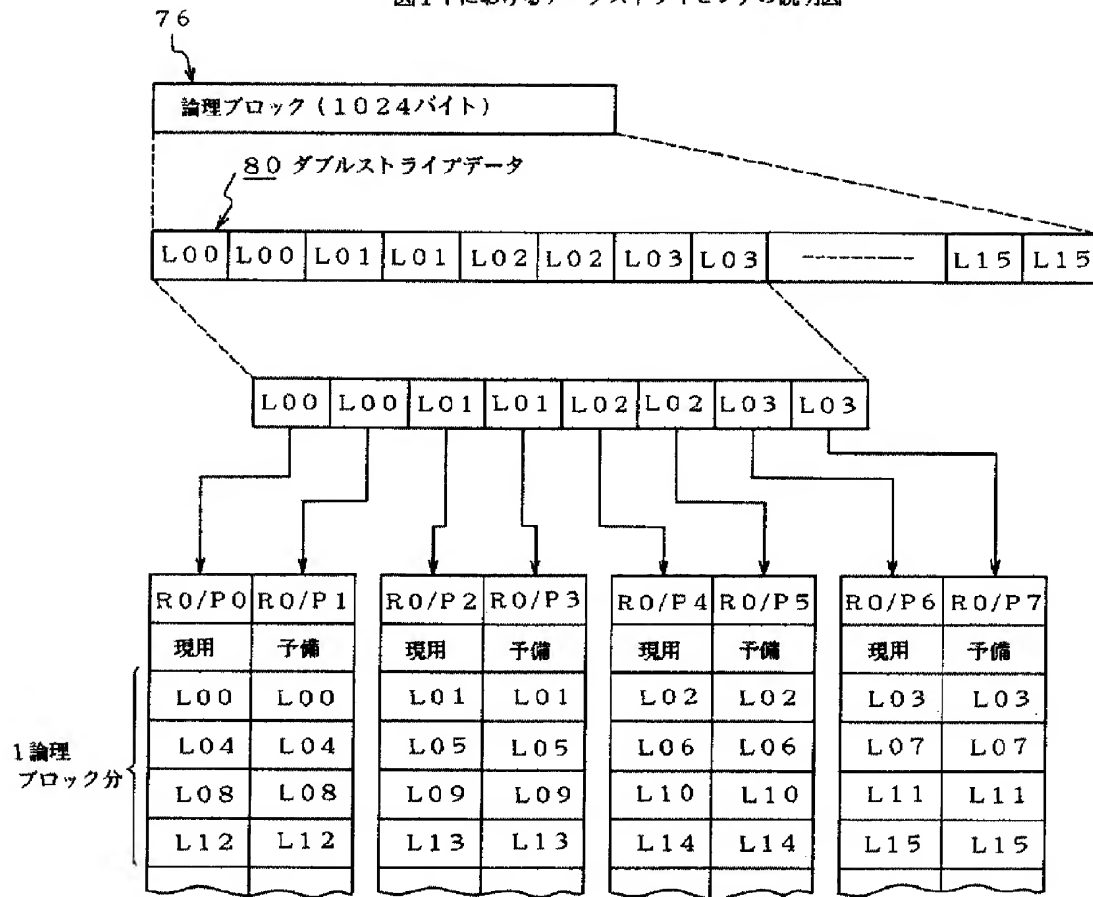 76
論理ブロック(1024バイト)
80 ダブルストライプデータ
L00 L00 L01 L01 L02 L02 L03 L03 L15 L15
L00 L00 L01 L01 L02 L02 L03 L03
R0/P0 R0/P1 R0/P2 R0/P3 R0/P4 R0/P5 R0/P6 R0/P7
現用 予備 現用 予備 現用 予備 現用 予備
L00 L00 L01 L01 L02 L02 L03 L03
L04 L04 L05 L05 L06 L06 L07 L07
L08 L08 L09 L09 L10 L10 L11 L11
L12 L12 L13 L13 L14 L14 L15 L15
1論理
ブロック分